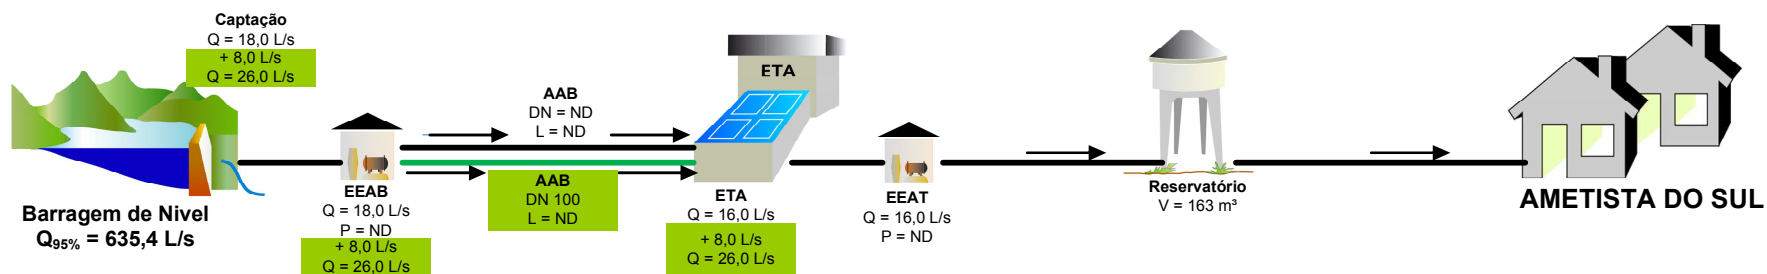 Captação
Q = 18,0 L/s
+ 8,0 L/s
Q = 26,0 L/s
Barragem de Nivel
Q95% = 635,4 L/s
EEAB
Q = 18,0 L/s
P = ND
+ 8,0 L/s
Q = 26,0 L/s
AAB
DN = ND
L = ND
AAB
DN 100
L = ND
ETA
ETA
Q = 16,0 L/s
+ 8,0 L/s
Q = 26,0 L/s
EEAT
Q = 16,0 L/s
P = ND
Reservatório
V = 163 m³
AMETISTA DO SUL